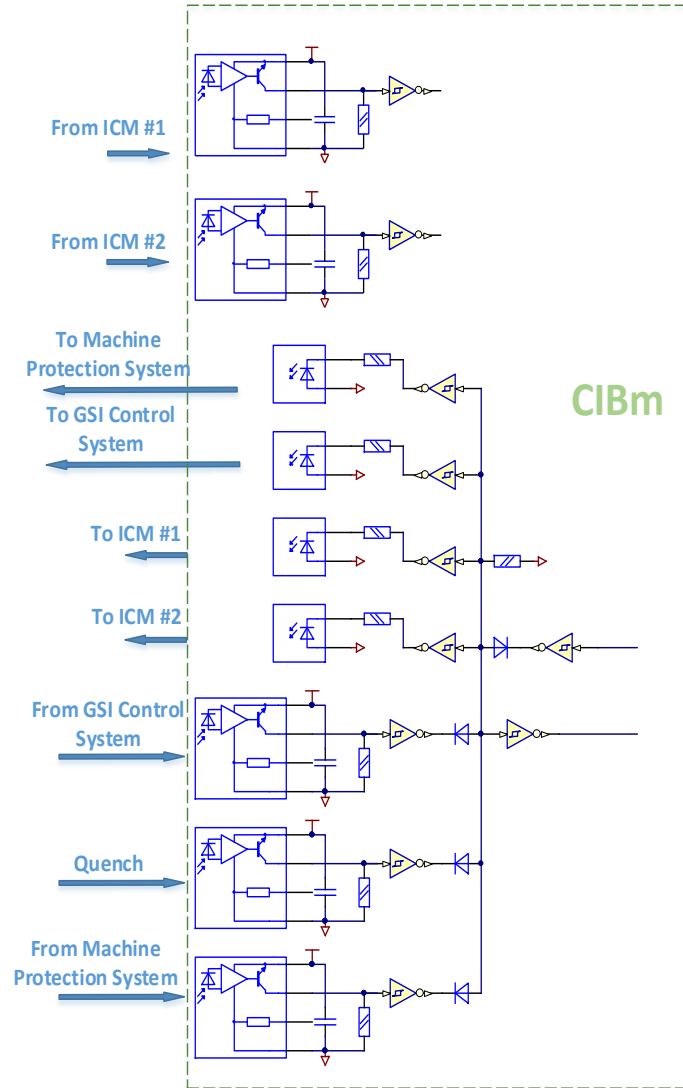 From ICM #1
From ICM #2
To Machine
Protection System
To GSI Control
System
CIBm
To ICM #1
To ICM #2
From GSI Control
System
Quench
From Machine
Protection System